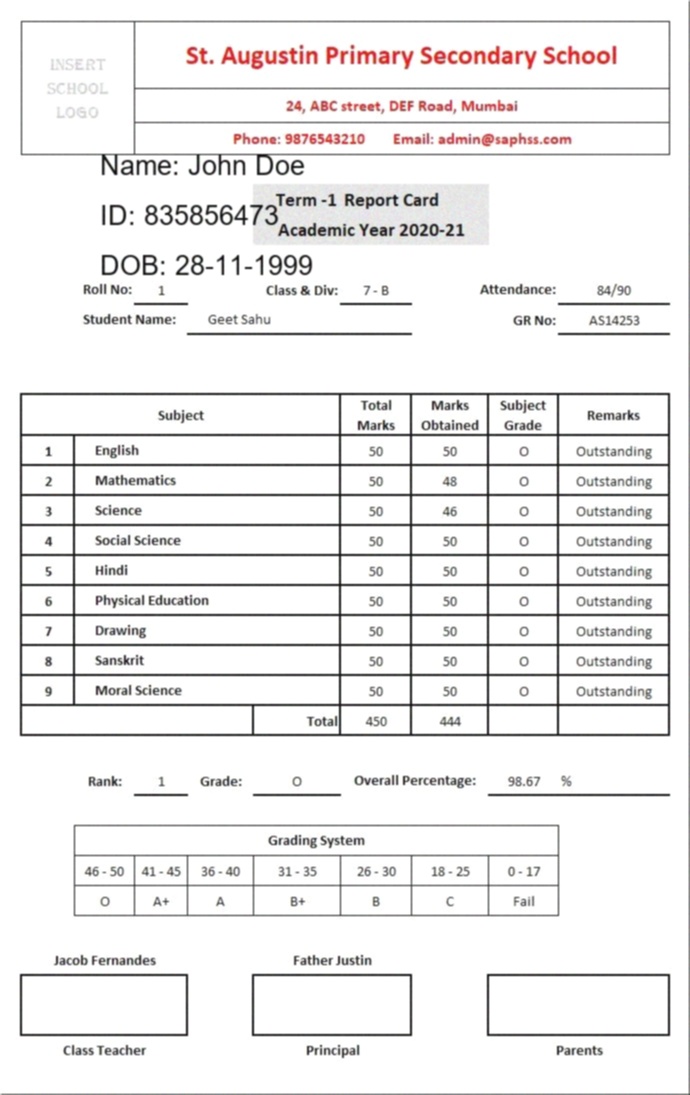 INSERT
SCHOOL
LOGO
St. Augustin Primary Secondary School
24, ABC street, DEF Road, Mumbai
Phone: 9876543210 Email: admin@saphss.com
Name: John Doe
Term -1 Report Card
ID: 835856473
Academic Year 2020-21
DOB: 28-11-1999
Roll No: 1 Class & Div: 7 - B Attendance: 84/90
Student Name: Geet Sahu GR No: AS14253
Subject Total Marks Marks Obtained Subject Grade Remarks
1 English 50 50 O Outstanding
2 Mathematics 50 48 O Outstanding
3 Science 50 46 O Outstanding
4 Social Science 50 50 O Outstanding
5 Hindi 50 50 O Outstanding
6 Physical Education 50 50 O Outstanding
7 Drawing 50 50 O Outstanding
8 Sanskrit 50 50 O Outstanding
9 Moral Science 50 50 O Outstanding
Total 450 444
Rank: 1 Grade: O Overall Percentage: 98.67 %
Grading System
46 - 50 41 - 45 36 - 40 31 - 35 26 - 30 18 - 25 0 - 17
O A+ A B+ B C Fail
Jacob Fernandes Father Justin
Class Teacher Principal Parents